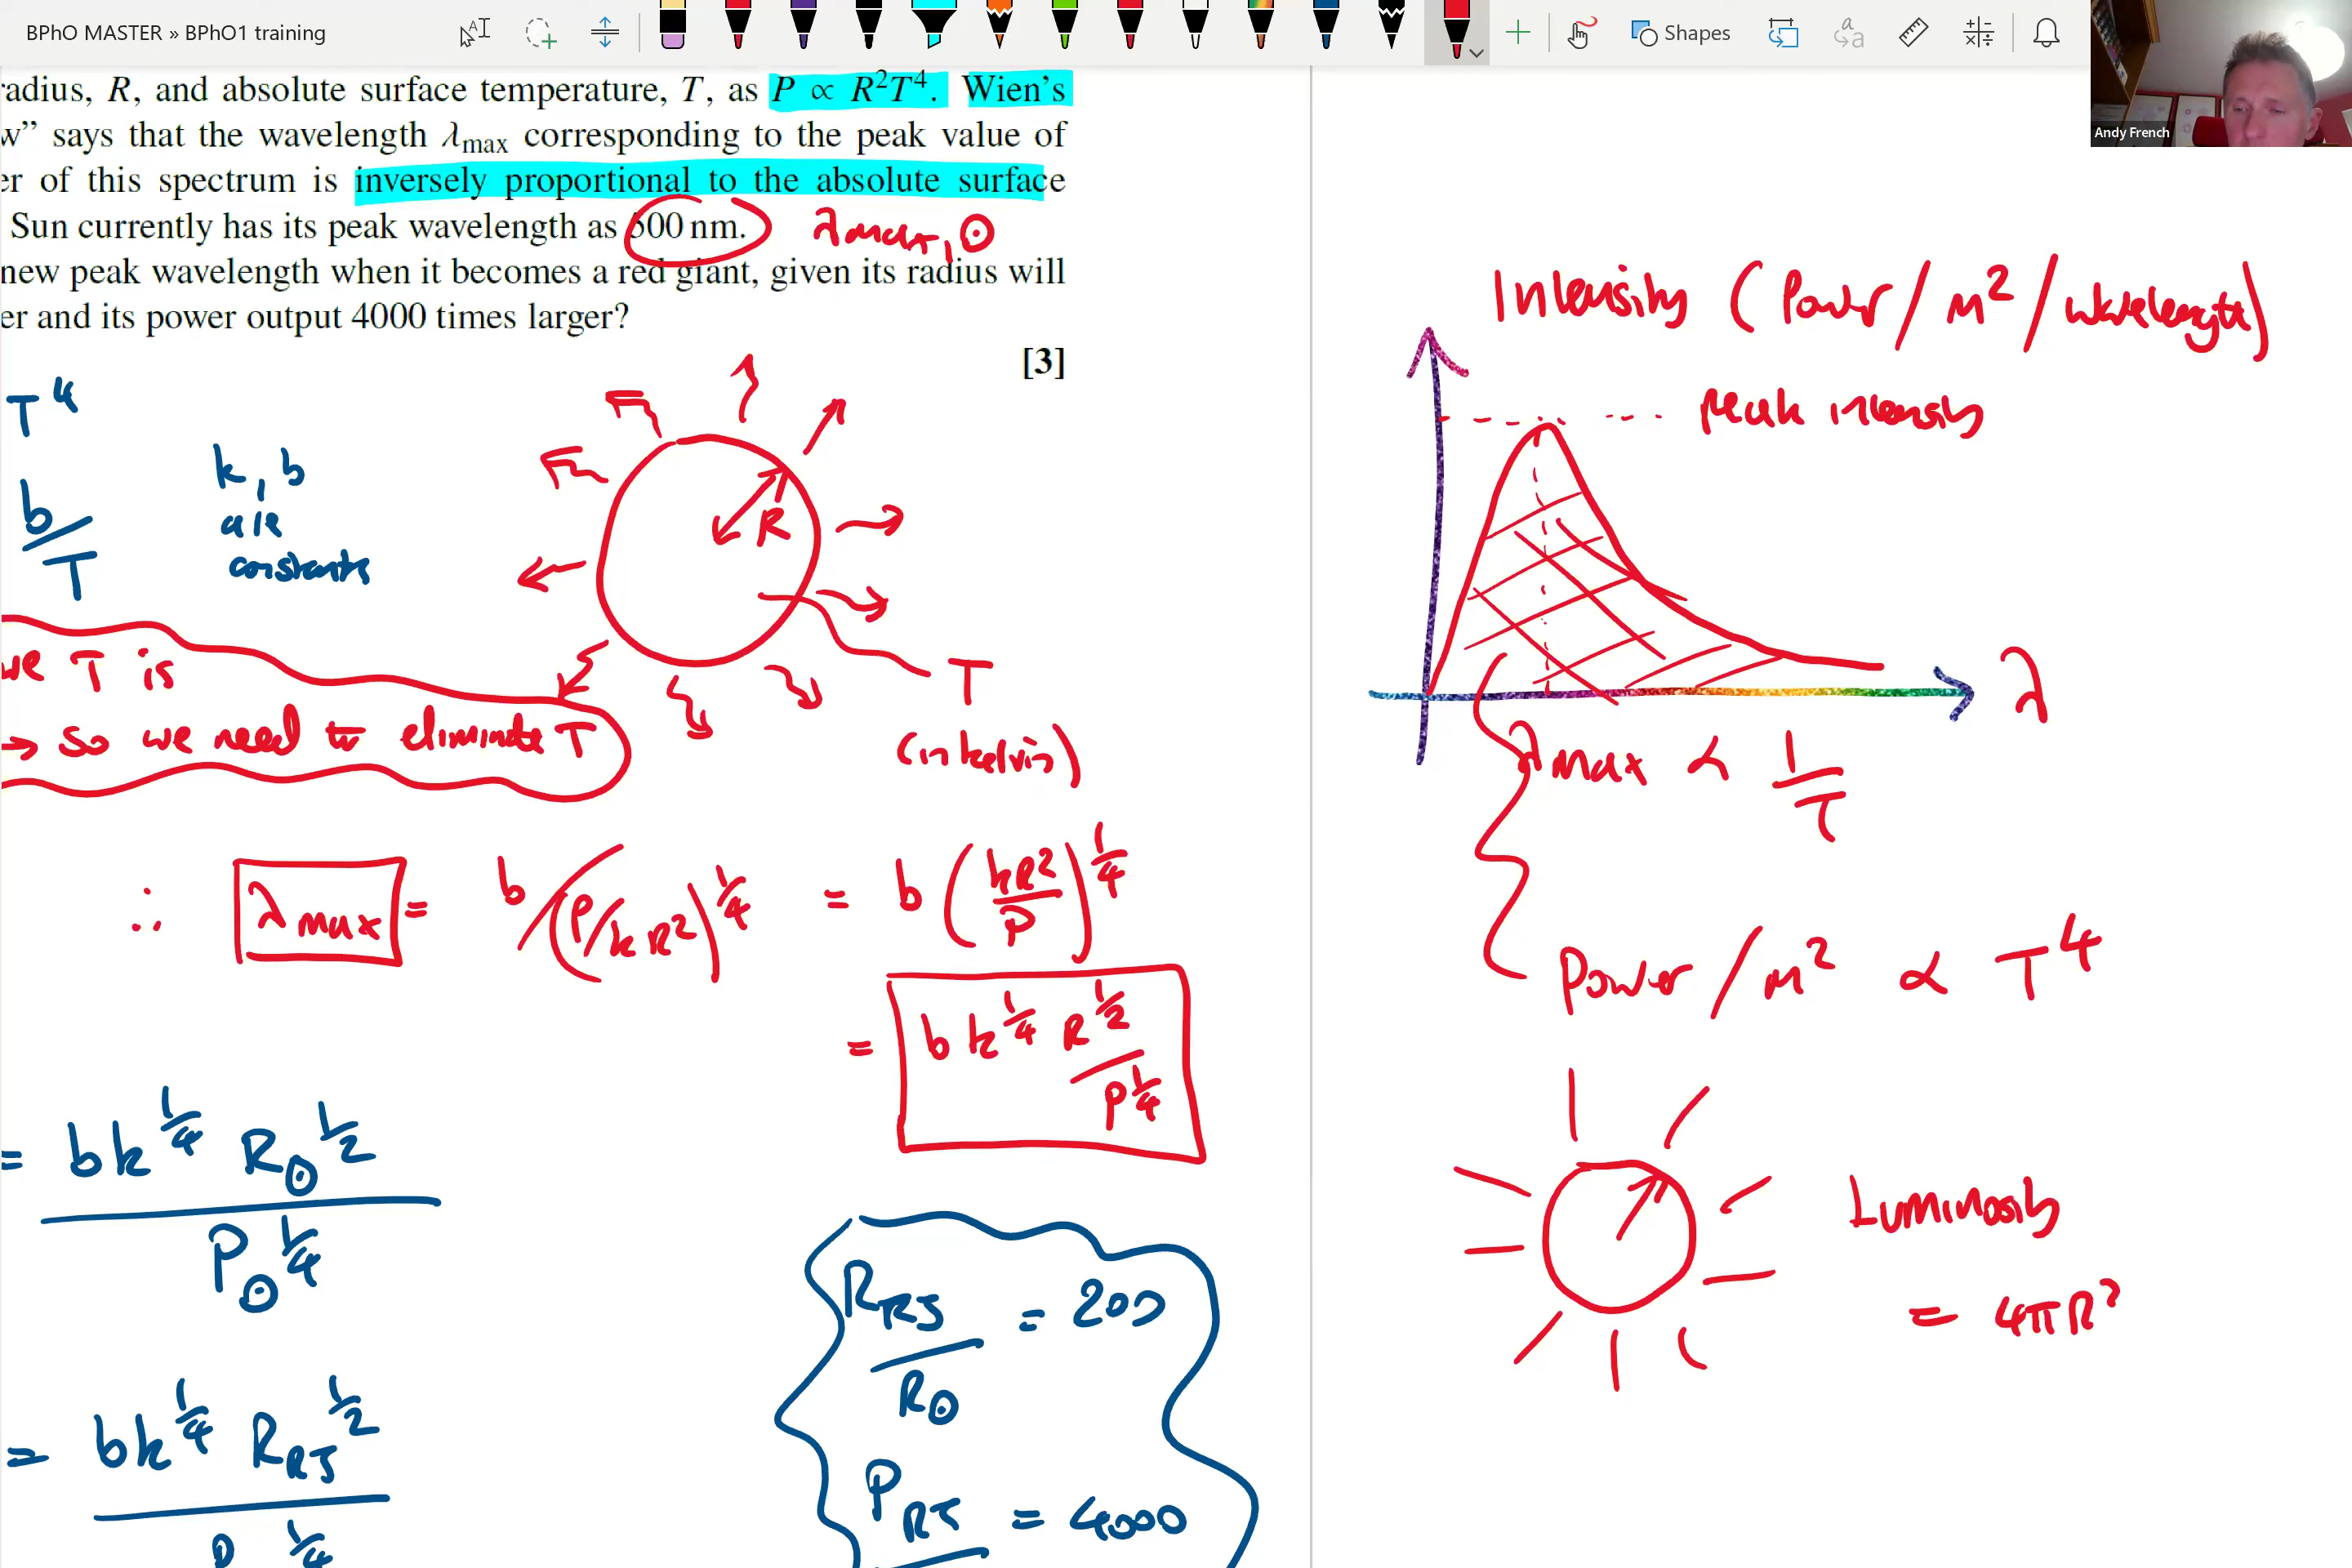 BPhO MASTER » BPhO1 training
Shapes
Andy French
radius, R, and absolute surface temperature, T, as P ∝ R²T⁴. Wien's
w" says that the wavelength λmax corresponding to the peak value of
er of this spectrum is inversely proportional to the absolute surface
Sun currently has its peak wavelength as 500 nm.
λmax,⊙
new peak wavelength when it becomes a red giant, given its radius will
er and its power output 4000 times larger?
[3]
T⁴
b/T
k, b
are
constants
R
T
(in kelvin)
we T is
→ so we need to eliminate T
∴ λmax = b/(P/kR²)^¼ = b(kR²/P)^¼
= bk^¼ R^½/P^¼
= bk^¼ R⊙^½/P⊙^¼
= bk^¼ R_RG^½
P ¼
R_RG/R⊙ = 200
P_RG = 4000
Intensity (Power/m²/wavelength)
peak intensity
λ
λmax ∝ 1/T
Power/m² ∝ T⁴
Luminosity
= 4πR²